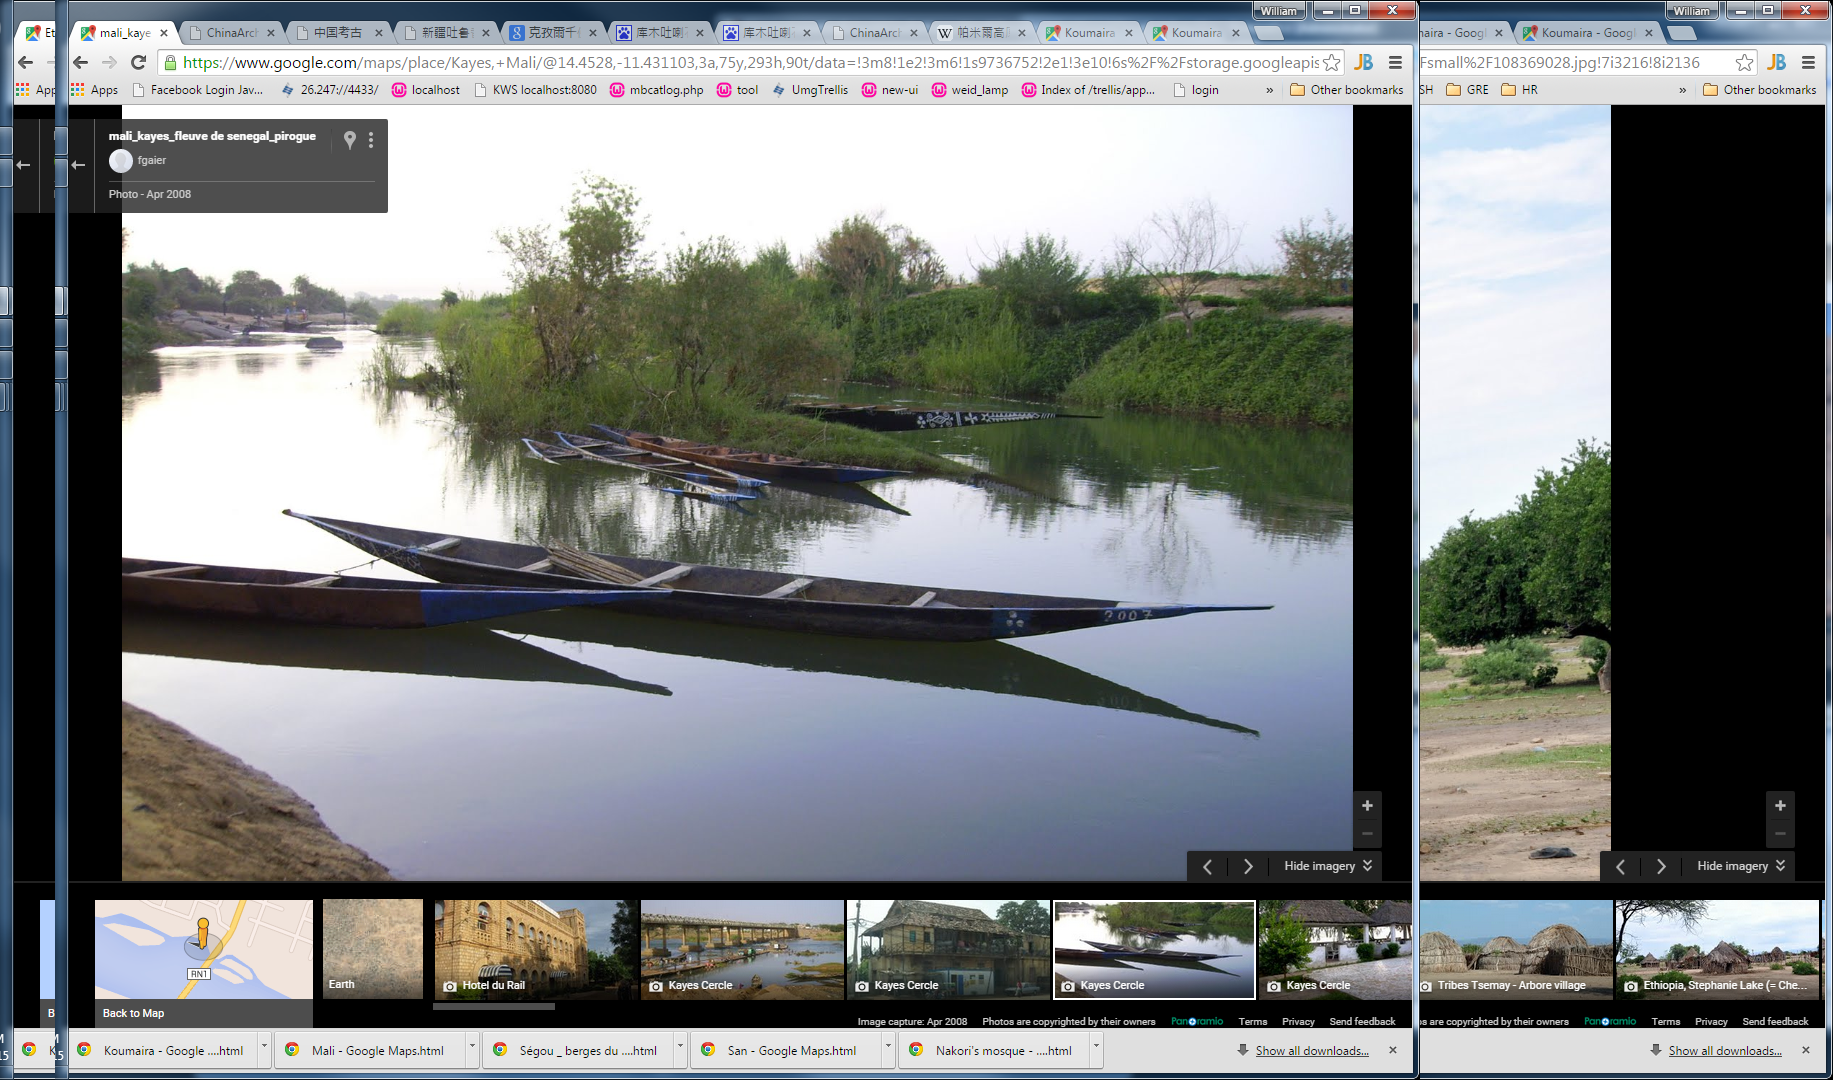 William
William
Et
mali_kaye
ChinaArch
中国考古
新疆吐鲁
克孜爾千
库木吐喇
库木吐喇
ChinaArch
帕米爾高
Koumaira
Koumaira
aira - Googl
Koumaira - Googl
https://www.google.com/maps/place/Kayes,+Mali/@14.4528,-11.431103,3a,75y,293h,90t/data=!3m8!1e2!3m6!1s9736752!2e1!3e10!6s%2F%2Fstorage.googleapis
Fsmall%2F108369028.jpg!7i3216!8i2136
App
Apps
Facebook Login Jav...
26.247://4433/
localhost
KWS localhost:8080
mbcatlog.php
tool
UmgTrellis
new-ui
weid_lamp
Index of /trellis/app...
login
»
Other bookmarks
SH
GRE
HR
»
Other bookmarks
mali_kayes_fleuve de senegal_pirogue
fgaier
Photo - Apr 2008
2007
Hide imagery
Hide imagery
RN1
Back to Map
Earth
Hotel du Rail
Kayes Cercle
Kayes Cercle
Kayes Cercle
Kayes Cercle
Tribes Tsemay - Arbore village
Ethiopia, Stephanie Lake (= Che...
Image capture: Apr 2008
Photos are copyrighted by their owners
Panoramio
Terms
Privacy
Send feedback
os are copyrighted by their owners
Panoramio
Terms
Privacy
Send feedback
Koumaira - Google ....html
Mali - Google Maps.html
Ségou _ berges du ....html
San - Google Maps.html
Nakori's mosque - ....html
Show all downloads...
Show all downloads...